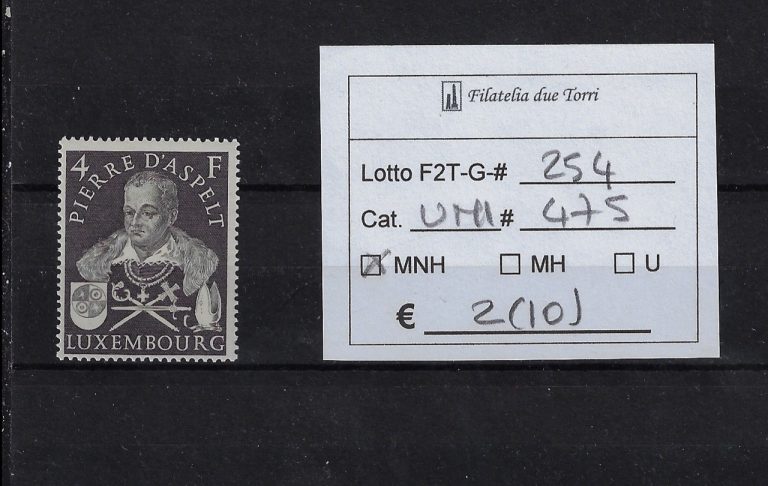 4 F
PIERRE D'ASPELT
LUXEMBOURG
Filatelia due Torri
Lotto F2T-G-# 254
Cat. UNI # 475
MNH MH U
€ 2(10)